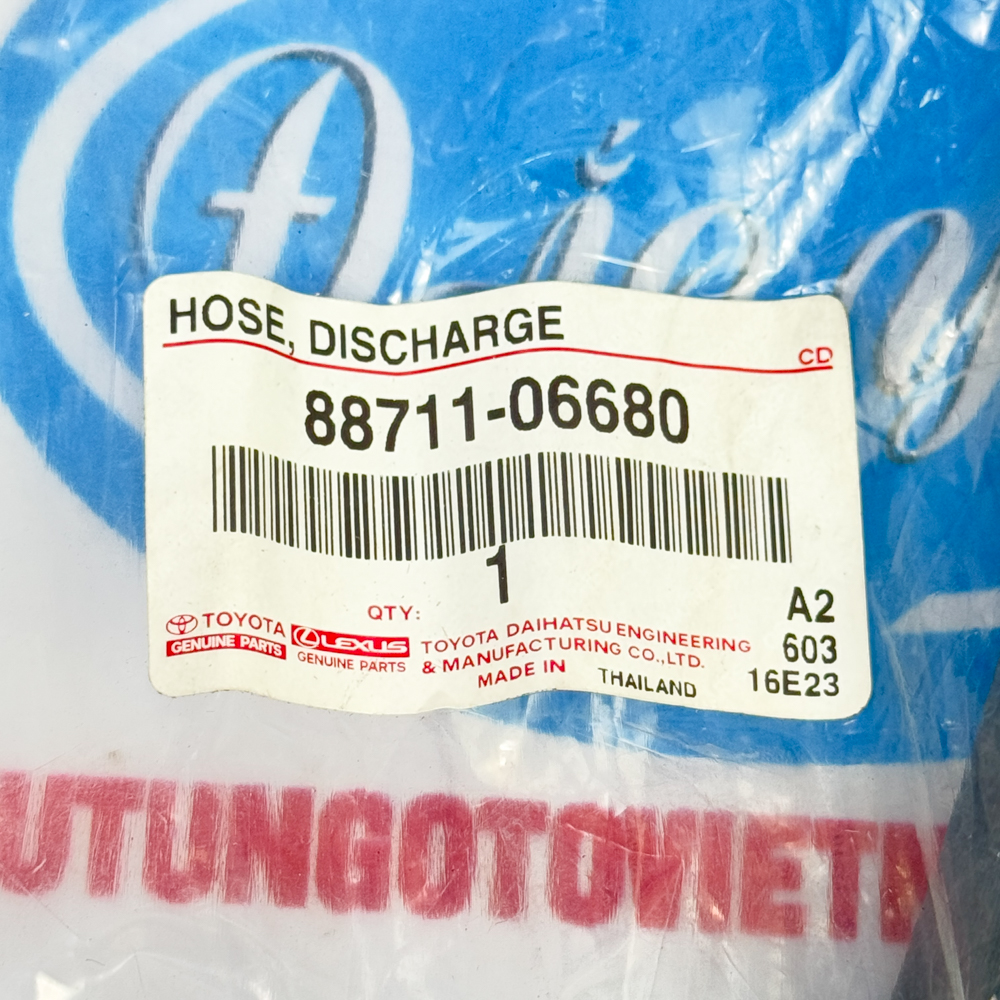 HOSE, DISCHARGE
CD
88711-06680
1
QTY:
A2
TOYOTA
GENUINE PARTS
LEXUS
GENUINE PARTS
TOYOTA DAIHATSU ENGINEERING
& MANUFACTURING CO.,LTD.
MADE IN THAILAND
603
16E23
UTUNGOTOVIETN